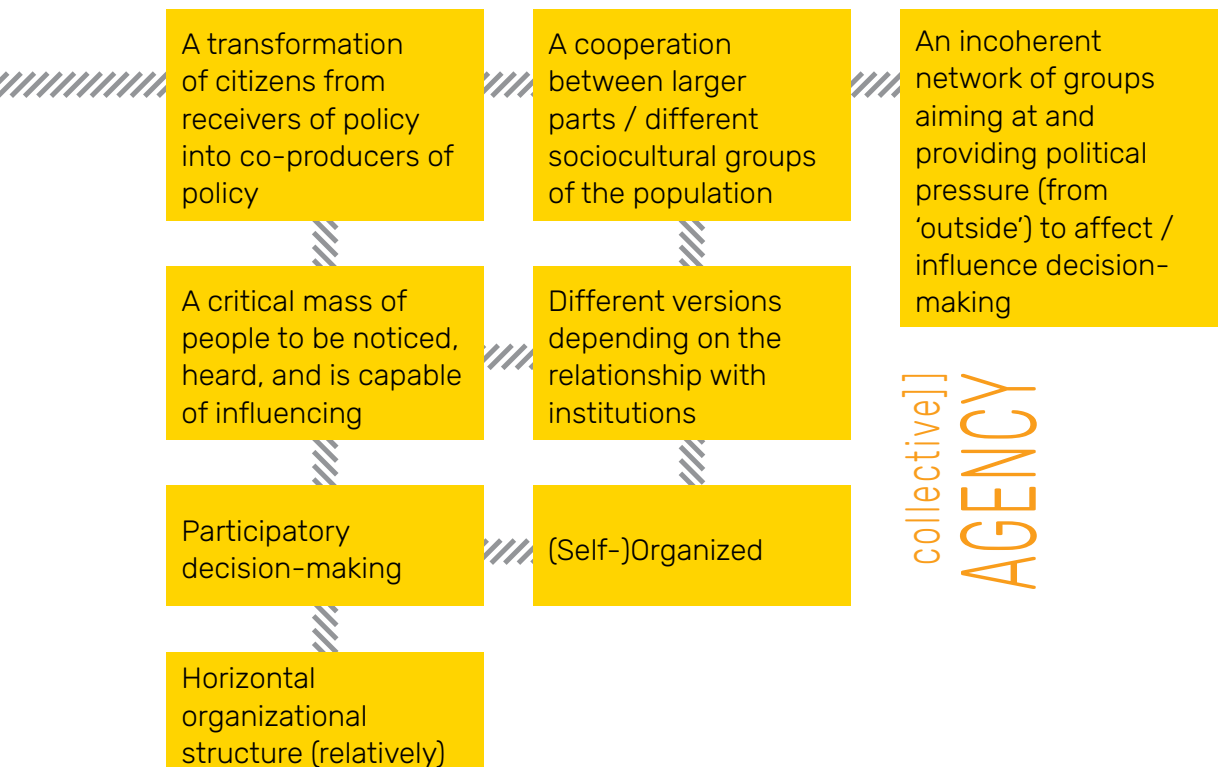 A transformation
of citizens from
receivers of policy
into co-producers of
policy
A cooperation
between larger
parts / different
sociocultural groups
of the population
An incoherent
network of groups
aiming at and
providing political
pressure (from
‘outside’) to affect /
influence decision-
making
A critical mass of
people to be noticed,
heard, and is capable
of influencing
Different versions
depending on the
relationship with
institutions
collective]]
AGENCY
Participatory
decision-making
(Self-)Organized
Horizontal
organizational
structure (relatively)